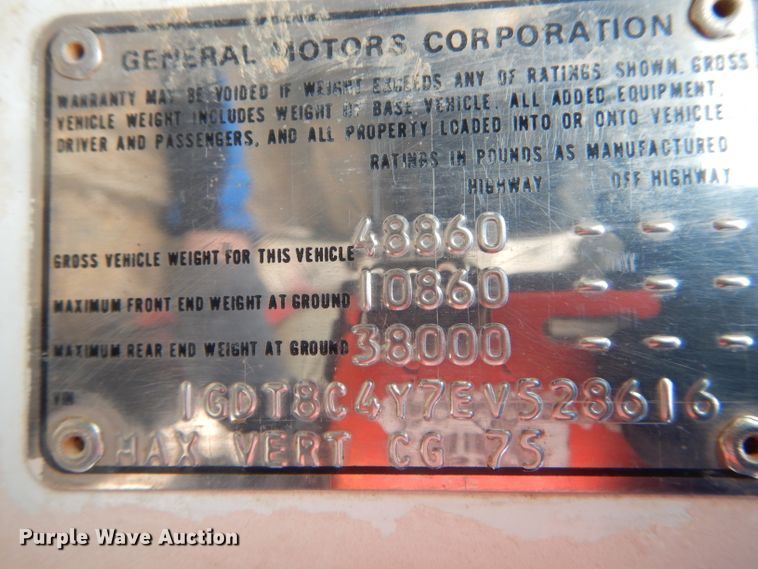 GENERAL MOTORS CORPORATION
WARRANTY MAY BE VOIDED IF WEIGHT EXCEEDS ANY OF RATINGS SHOWN. GROSS
VEHICLE WEIGHT INCLUDES WEIGHT OF BASE VEHICLE, ALL ADDED EQUIPMENT,
DRIVER AND PASSENGERS, AND ALL PROPERTY LOADED INTO OR ONTO VEHICLE
RATINGS IN POUNDS AS MANUFACTURED
HIGHWAY OFF HIGHWAY
GROSS VEHICLE WEIGHT FOR THIS VEHICLE 48860 - - -
MAXIMUM FRONT END WEIGHT AT GROUND 10860 - - -
MAXIMUM REAR END WEIGHT AT GROUND 38000 - - -
VIN 1GDT8C4Y7EV528616
MAX VERT CG 75
Purple Wave Auction